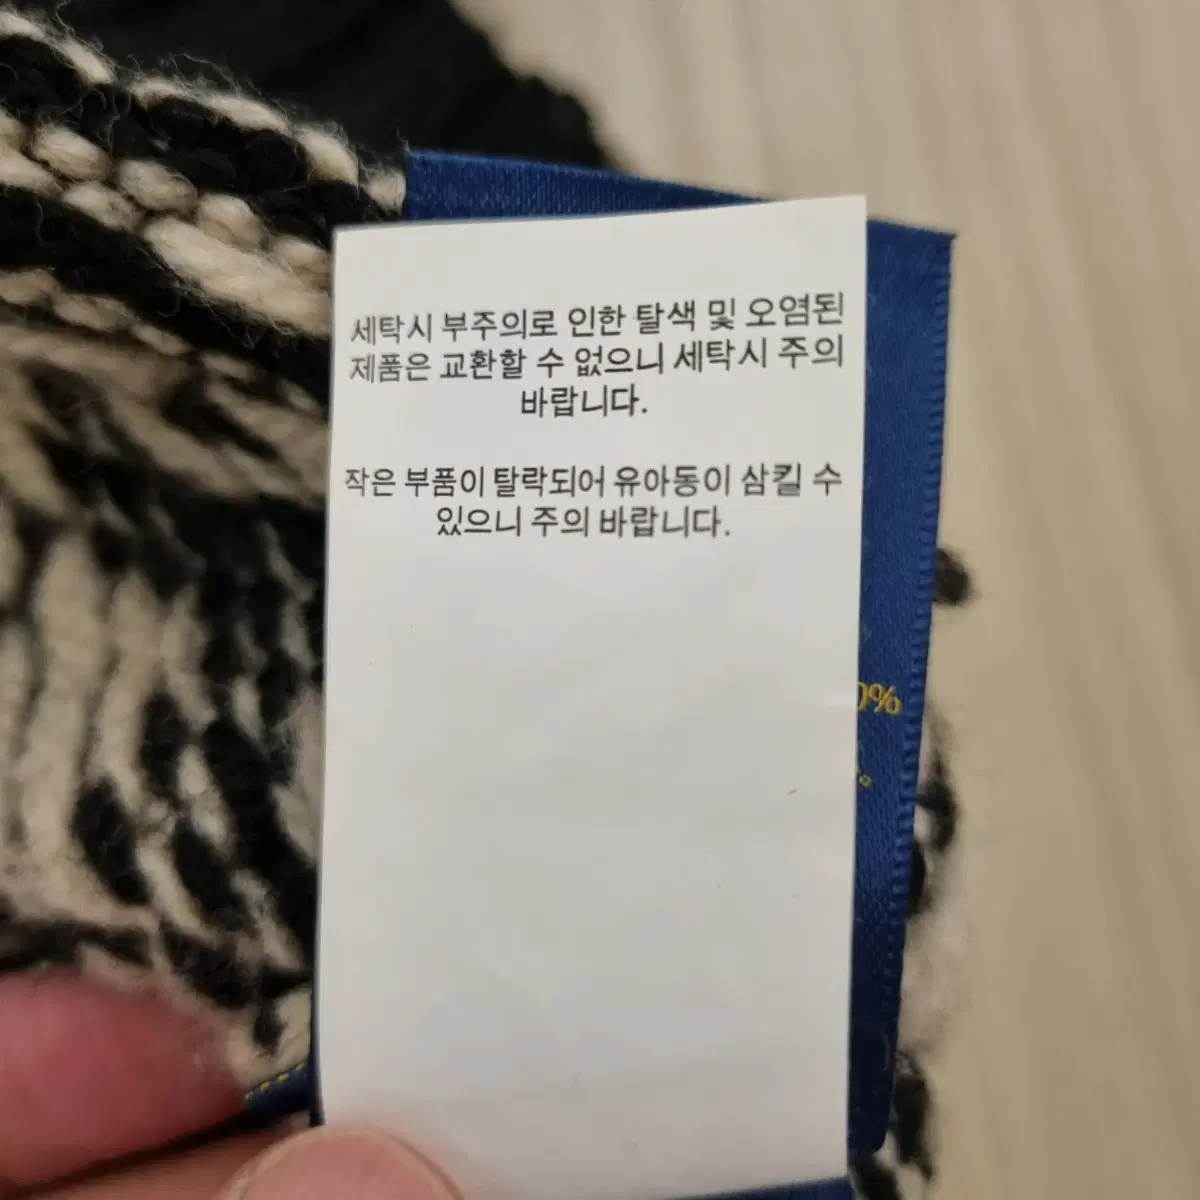 세탁시 부주의로 인한 탈색 및 오염된
제품은 교환할 수 없으니 세탁시 주의
바랍니다.
작은 부품이 탈락되어 유아동이 삼킬 수
있으니 주의 바랍니다.
0%